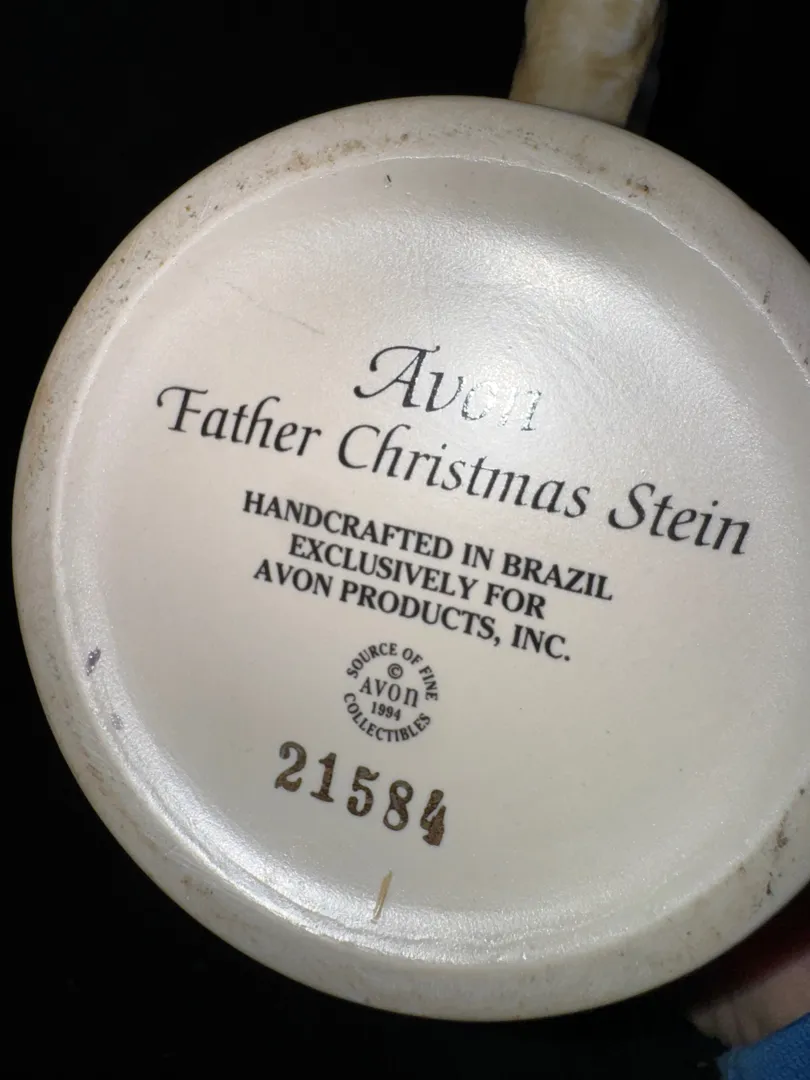 Avon
Father Christmas Stein
HANDCRAFTED IN BRAZIL
EXCLUSIVELY FOR
AVON PRODUCTS, INC.
SOURCE OF FINE
©
AVON
1994
COLLECTIBLES
21584